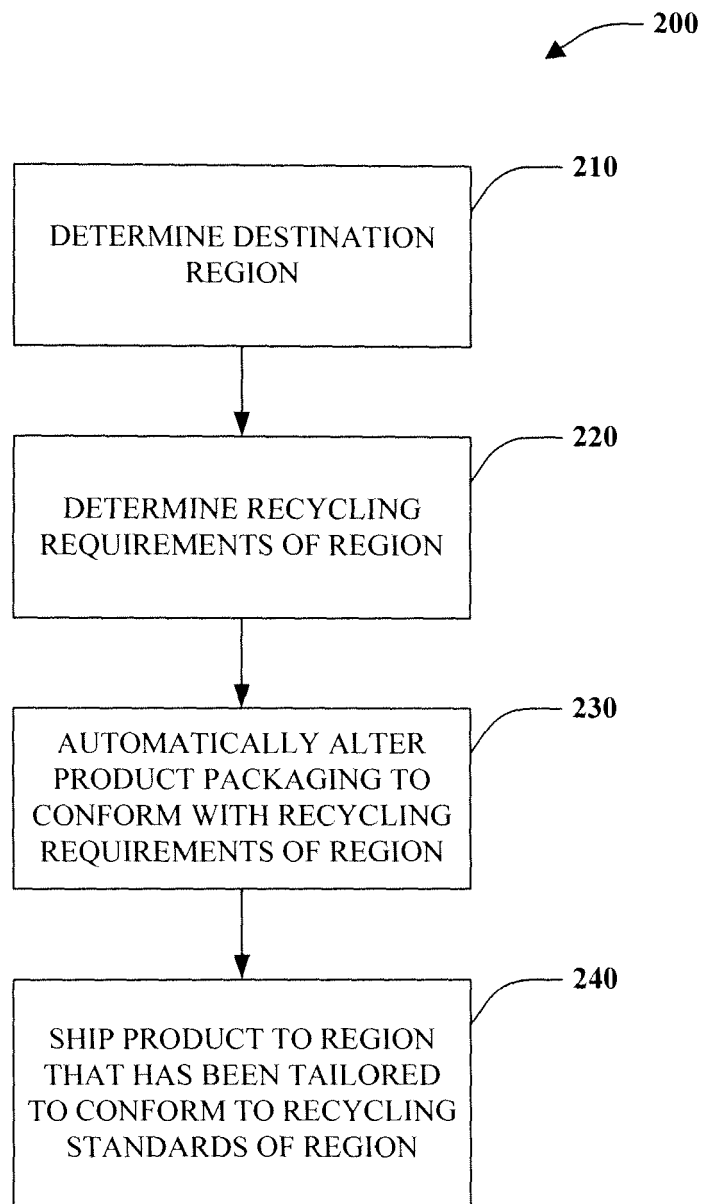 200
210
DETERMINE DESTINATION
REGION
220
DETERMINE RECYCLING
REQUIREMENTS OF REGION
230
AUTOMATICALLY ALTER
PRODUCT PACKAGING TO
CONFORM WITH RECYCLING
REQUIREMENTS OF REGION
240
SHIP PRODUCT TO REGION
THAT HAS BEEN TAILORED
TO CONFORM TO RECYCLING
STANDARDS OF REGION